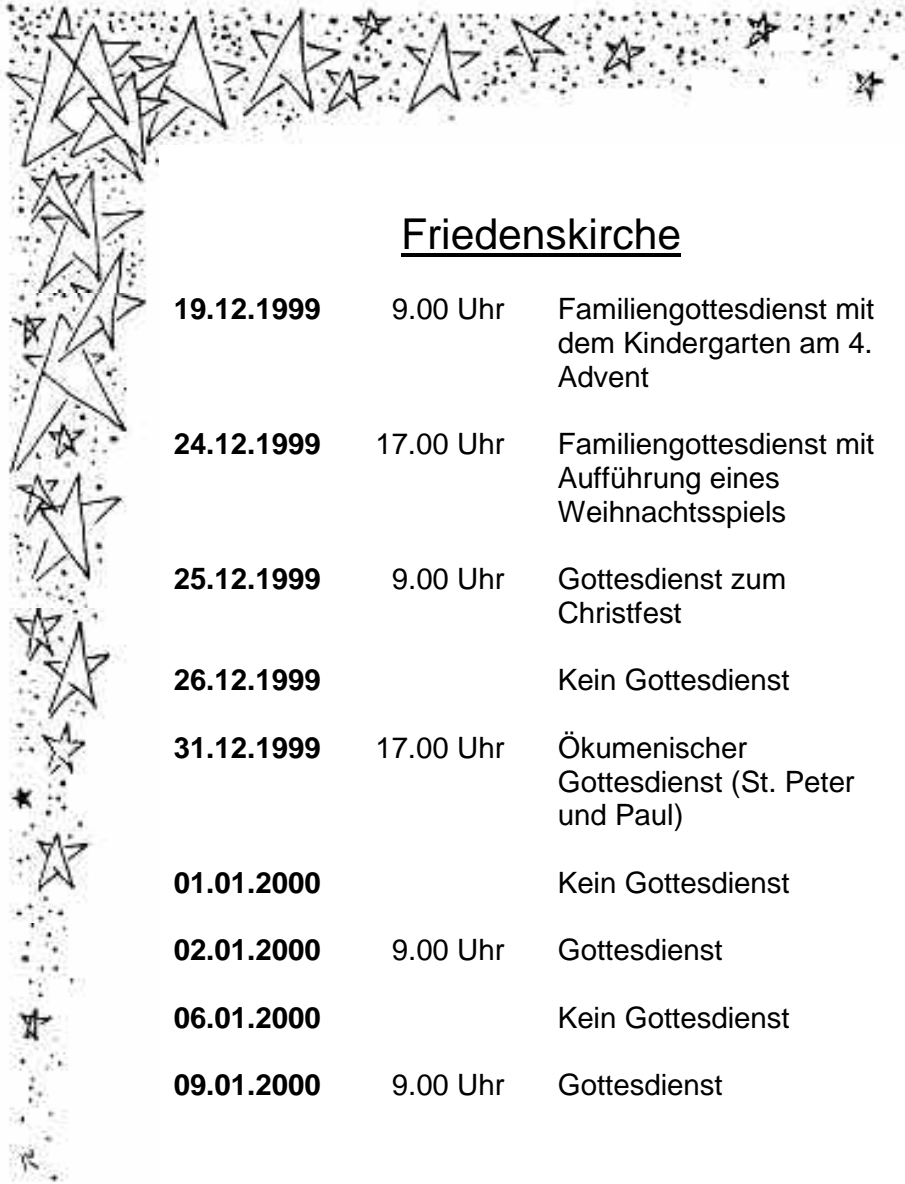 Friedenskirche
19.12.1999 9.00 Uhr Familiengottesdienst mit
dem Kindergarten am 4.
Advent
24.12.1999 17.00 Uhr Familiengottesdienst mit
Aufführung eines
Weihnachtsspiels
25.12.1999 9.00 Uhr Gottesdienst zum
Christfest
26.12.1999 Kein Gottesdienst
31.12.1999 17.00 Uhr Ökumenischer
Gottesdienst (St. Peter
und Paul)
01.01.2000 Kein Gottesdienst
02.01.2000 9.00 Uhr Gottesdienst
06.01.2000 Kein Gottesdienst
09.01.2000 9.00 Uhr Gottesdienst